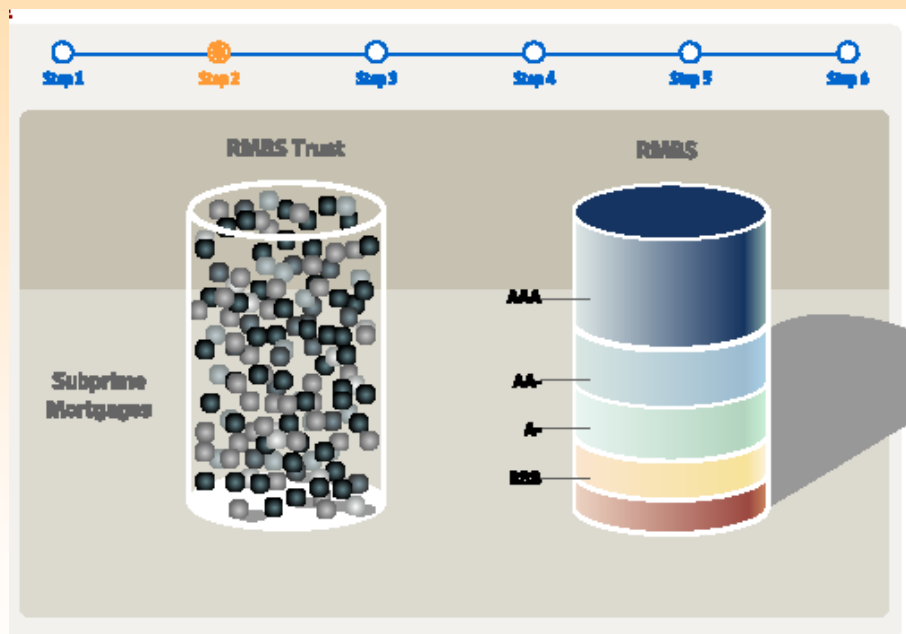 Step 1
Step 2
Step 3
Step 4
Step 5
Step 6
RMBS Trust
RMBS
AAA
AA-
A-
BBB
Subprime
Mortgages